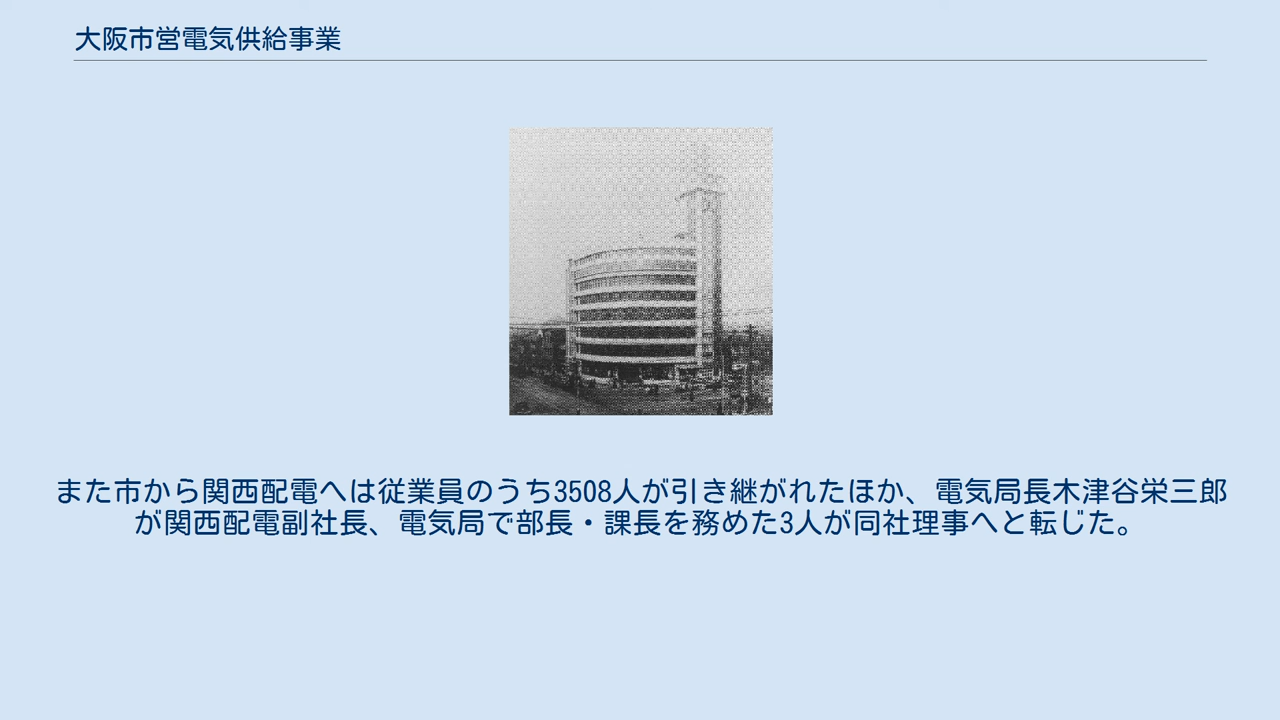 大阪市営電気供給事業
また市から関西配電へは従業員のうち3508人が引き継がれたほか、電気局長木津谷栄三郎
が関西配電副社長、電気局で部長・課長を務めた3人が同社理事へと転じた。